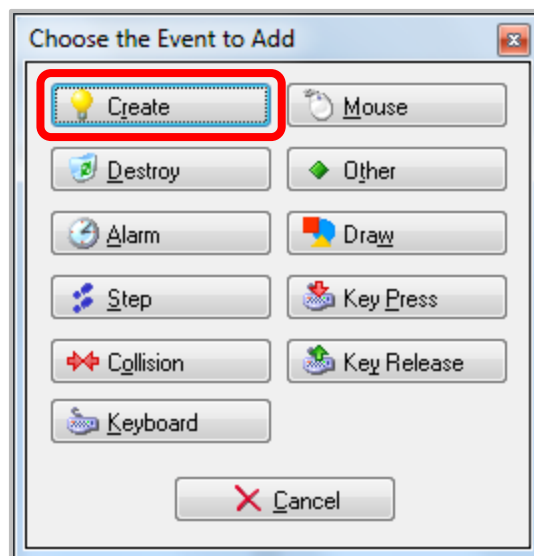 Choose the Event to Add
Create
Mouse
Destroy
Other
Alarm
Draw
Step
Key Press
Collision
Key Release
Keyboard
Cancel